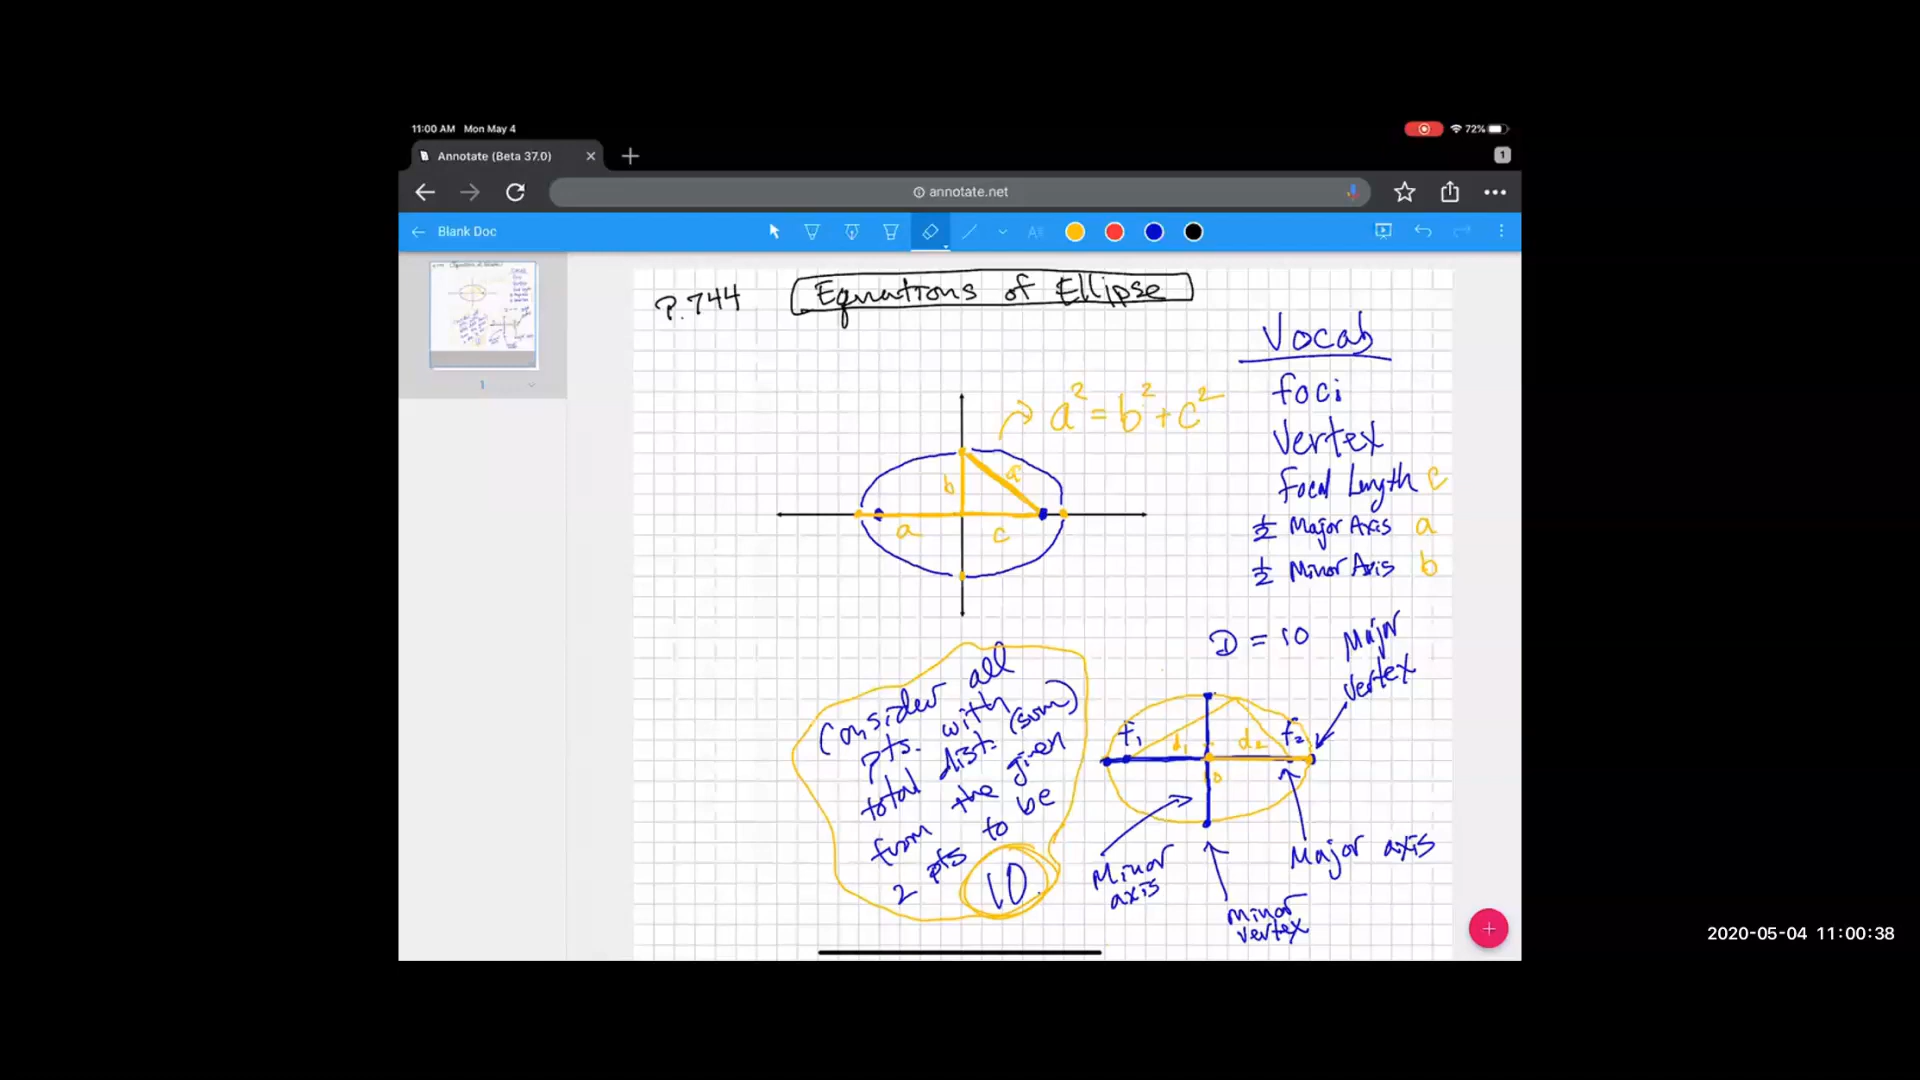 11:00 AM Mon May 4
72%
Annotate (Beta 37.0)
1
annotate.net
Blank Doc
1
P.744
Equations of Ellipse
Vocab
foci
Vertex
Focal Length c
½ Major Axis a
½ Minor Axis b
a² = b² + c²
b
a
a
c
Consider all
pts. with
total dist. (sum)
from the given
2 pts to be
10
D = 10
Major
Vertex
f₁
d₁
d₂
f₂
Minor
axis
Major axis
minor
vertex
2020-05-04 11:00:38